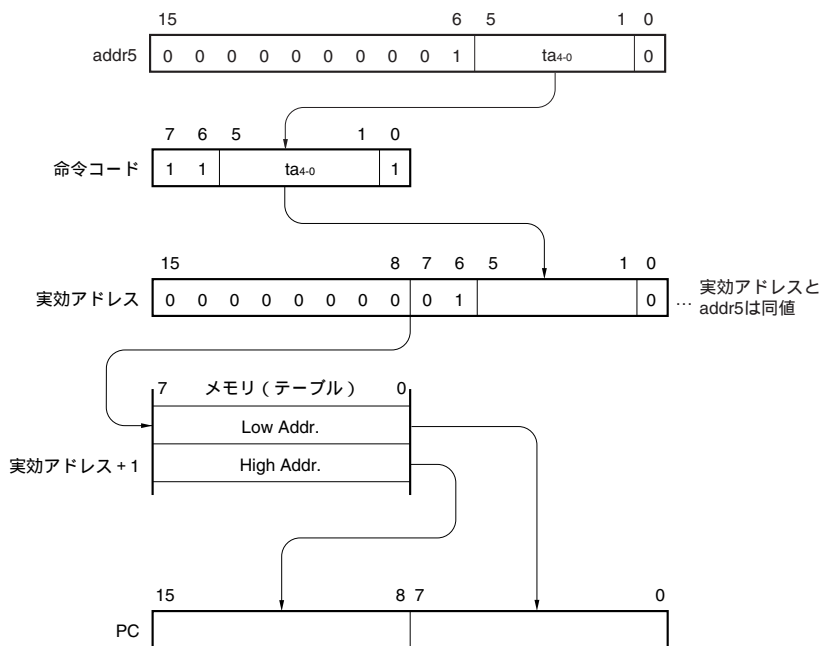 15 6 5 1 0
addr5 0 0 0 0 0 0 0 0 0 1 ta4-0 0
7 6 5 1 0
命令コード 1 1 ta4-0 1
15 8 7 6 5 1 0
実効アドレス 0 0 0 0 0 0 0 0 0 1 0 … 実効アドレスと
addr5は同値
7 メモリ（テーブル） 0
Low Addr.
実効アドレス＋1 High Addr.
15 8 7 0
PC